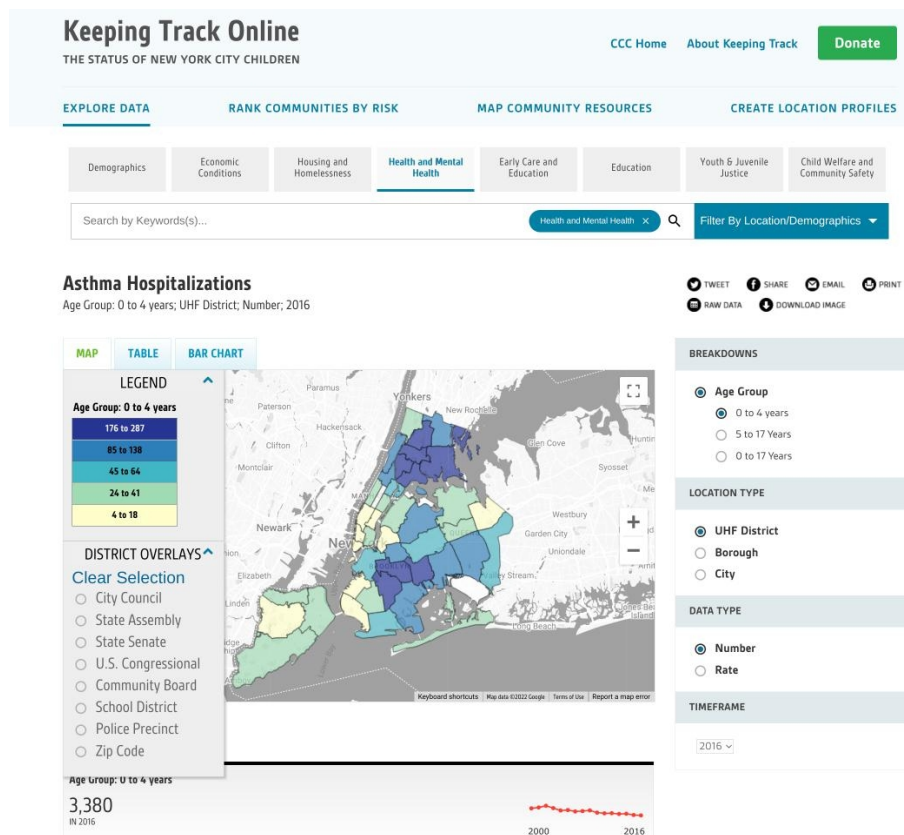 Keeping Track Online
THE STATUS OF NEW YORK CITY CHILDREN
CCC Home
About Keeping Track
Donate
EXPLORE DATA
RANK COMMUNITIES BY RISK
MAP COMMUNITY RESOURCES
CREATE LOCATION PROFILES
Demographics
Economic
Conditions
Housing and
Homelessness
Health and Mental
Health
Early Care and
Education
Education
Youth & Juvenile
Justice
Child Welfare and
Community Safety
Search by Keywords(s)...
Health and Mental Health X
Filter By Location/Demographics
Asthma Hospitalizations
Age Group: 0 to 4 years; UHF District; Number; 2016
TWEET
SHARE
EMAIL
PRINT
RAW DATA
DOWNLOAD IMAGE
MAP
TABLE
BAR CHART
LEGEND
Age Group: 0 to 4 years
176 to 287
85 to 138
45 to 64
24 to 41
4 to 18
DISTRICT OVERLAYS
Clear Selection
City Council
State Assembly
State Senate
U.S. Congressional
Community Board
School District
Police Precinct
Zip Code
Paramus
Yonkers
Paterson
New Rochelle
Hackensack
Clifton
Glen Cove
Huntin
Montclair
Syosset
Westbury
Newark
New
Garden City
Uniondale
Elizabeth
Valley Stream
Linden
Long Beach
Jones Bea
Island
Keyboard shortcuts
Map data ©2022 Google
Terms of Use
Report a map error
BREAKDOWNS
Age Group
0 to 4 years
5 to 17 Years
0 to 17 Years
LOCATION TYPE
UHF District
Borough
City
DATA TYPE
Number
Rate
TIMEFRAME
2016
Age Group: 0 to 4 years
3,380
IN 2016
2000
2016